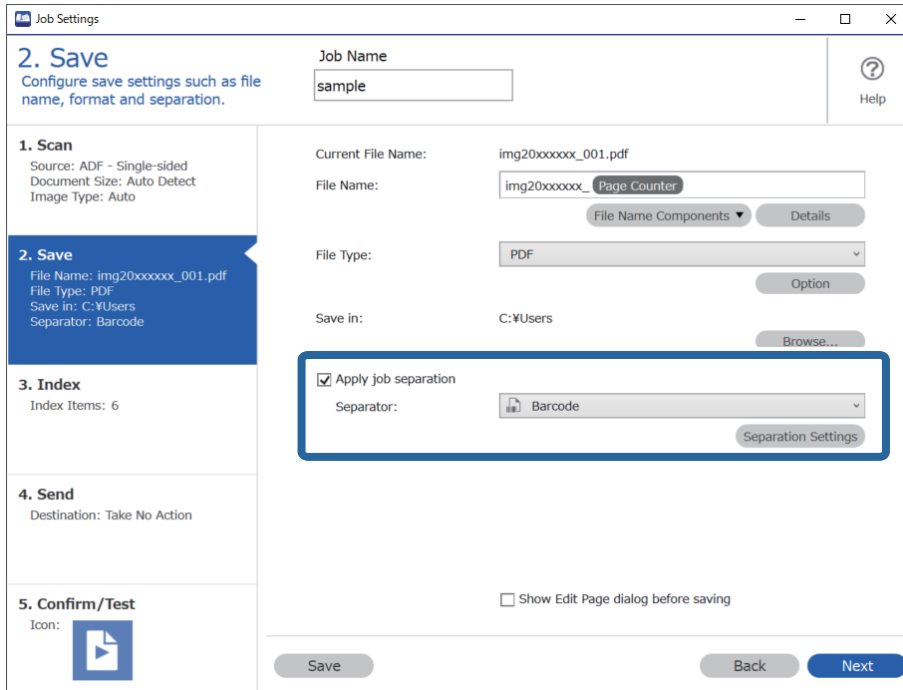 Job Settings
2. Save
Configure save settings such as file
name, format and separation.
Job Name
sample
Help
1. Scan
Source: ADF - Single-sided
Document Size: Auto Detect
Image Type: Auto
2. Save
File Name: img20xxxxxx_001.pdf
File Type: PDF
Save in: C:¥Users
Separator: Barcode
3. Index
Index Items: 6
4. Send
Destination: Take No Action
5. Confirm/Test
Icon:
Current File Name: img20xxxxxx_001.pdf
File Name: img20xxxxxx_ Page Counter
File Name Components Details
File Type: PDF
Option
Save in: C:¥Users
Browse...
Apply job separation
Separator: Barcode
Separation Settings
Show Edit Page dialog before saving
Save Back Next